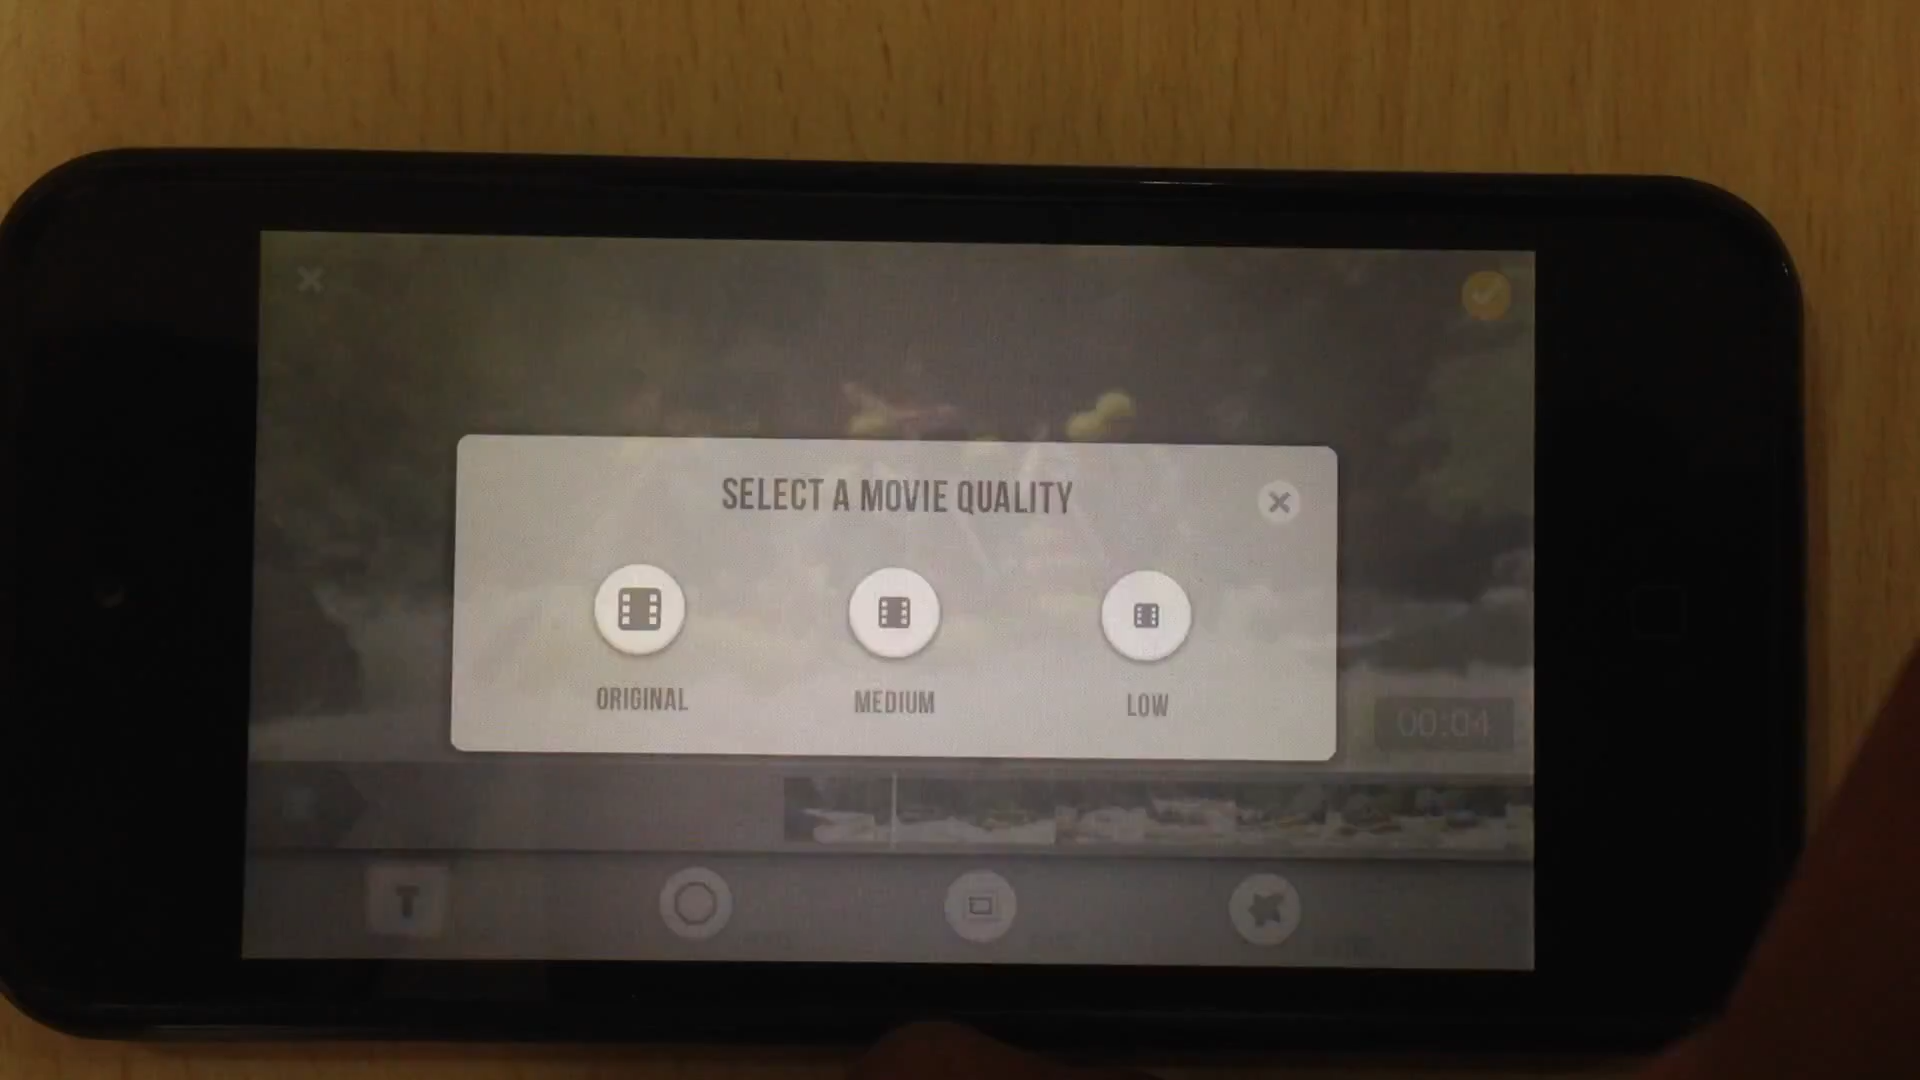 SELECT A MOVIE QUALITY
ORIGINAL
MEDIUM
LOW
00:04
T